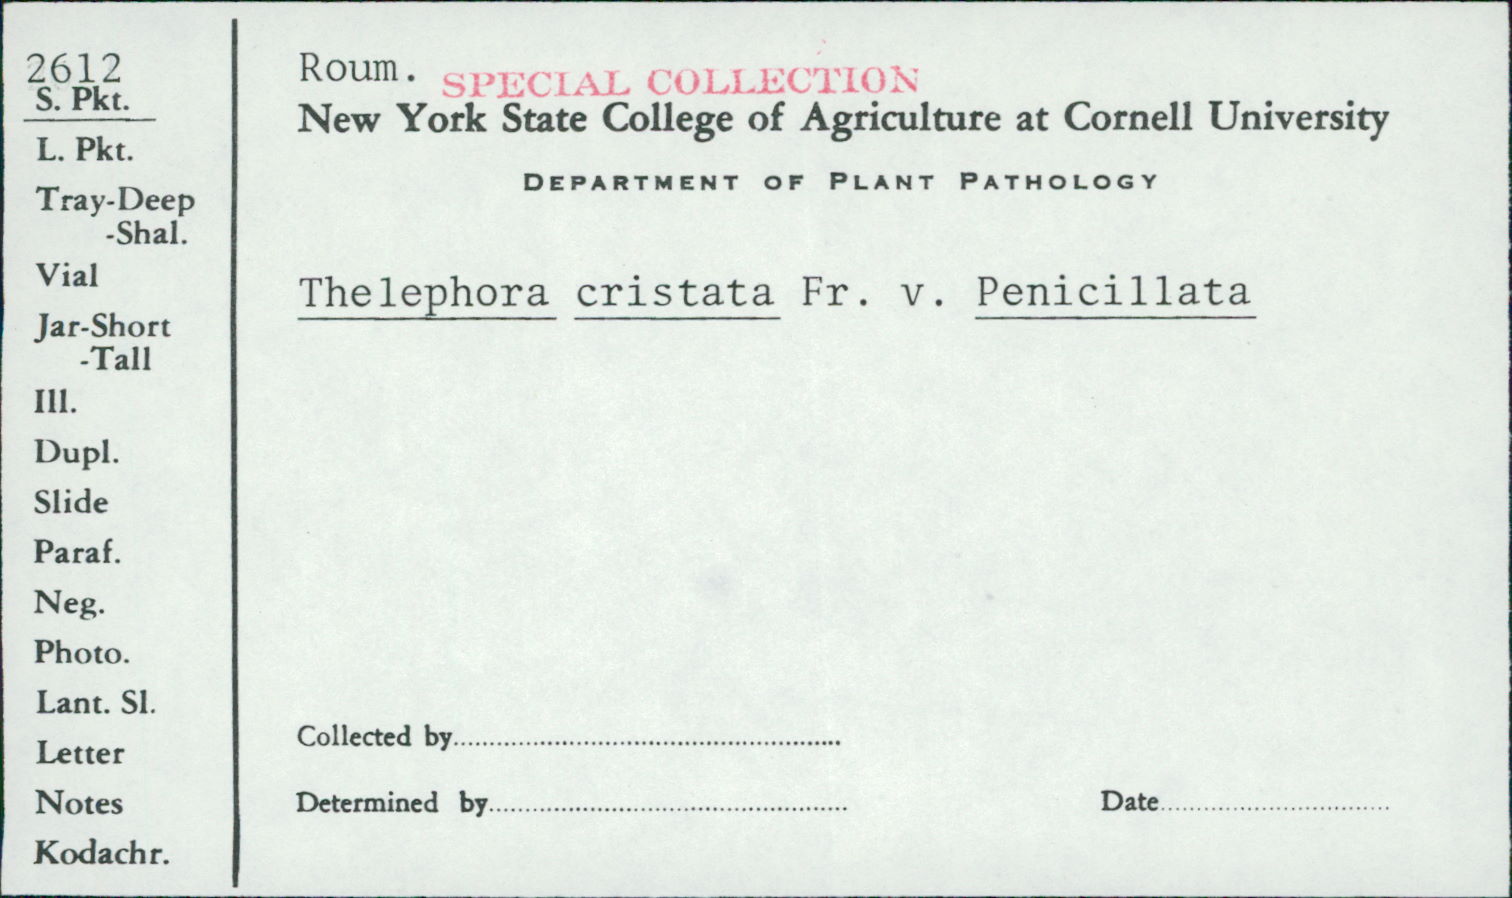 2612
S. Pkt.
L. Pkt.
Tray-Deep
-Shal.
Vial
Jar-Short
-Tall
Ill.
Dupl.
Slide
Paraf.
Neg.
Photo.
Lant. Sl.
Letter
Notes
Kodachr.
Roum. SPECIAL COLLECTION
New York State College of Agriculture at Cornell University
DEPARTMENT OF PLANT PATHOLOGY
Thelephora cristata Fr. v. Penicillata
Collected by
Determined by Date